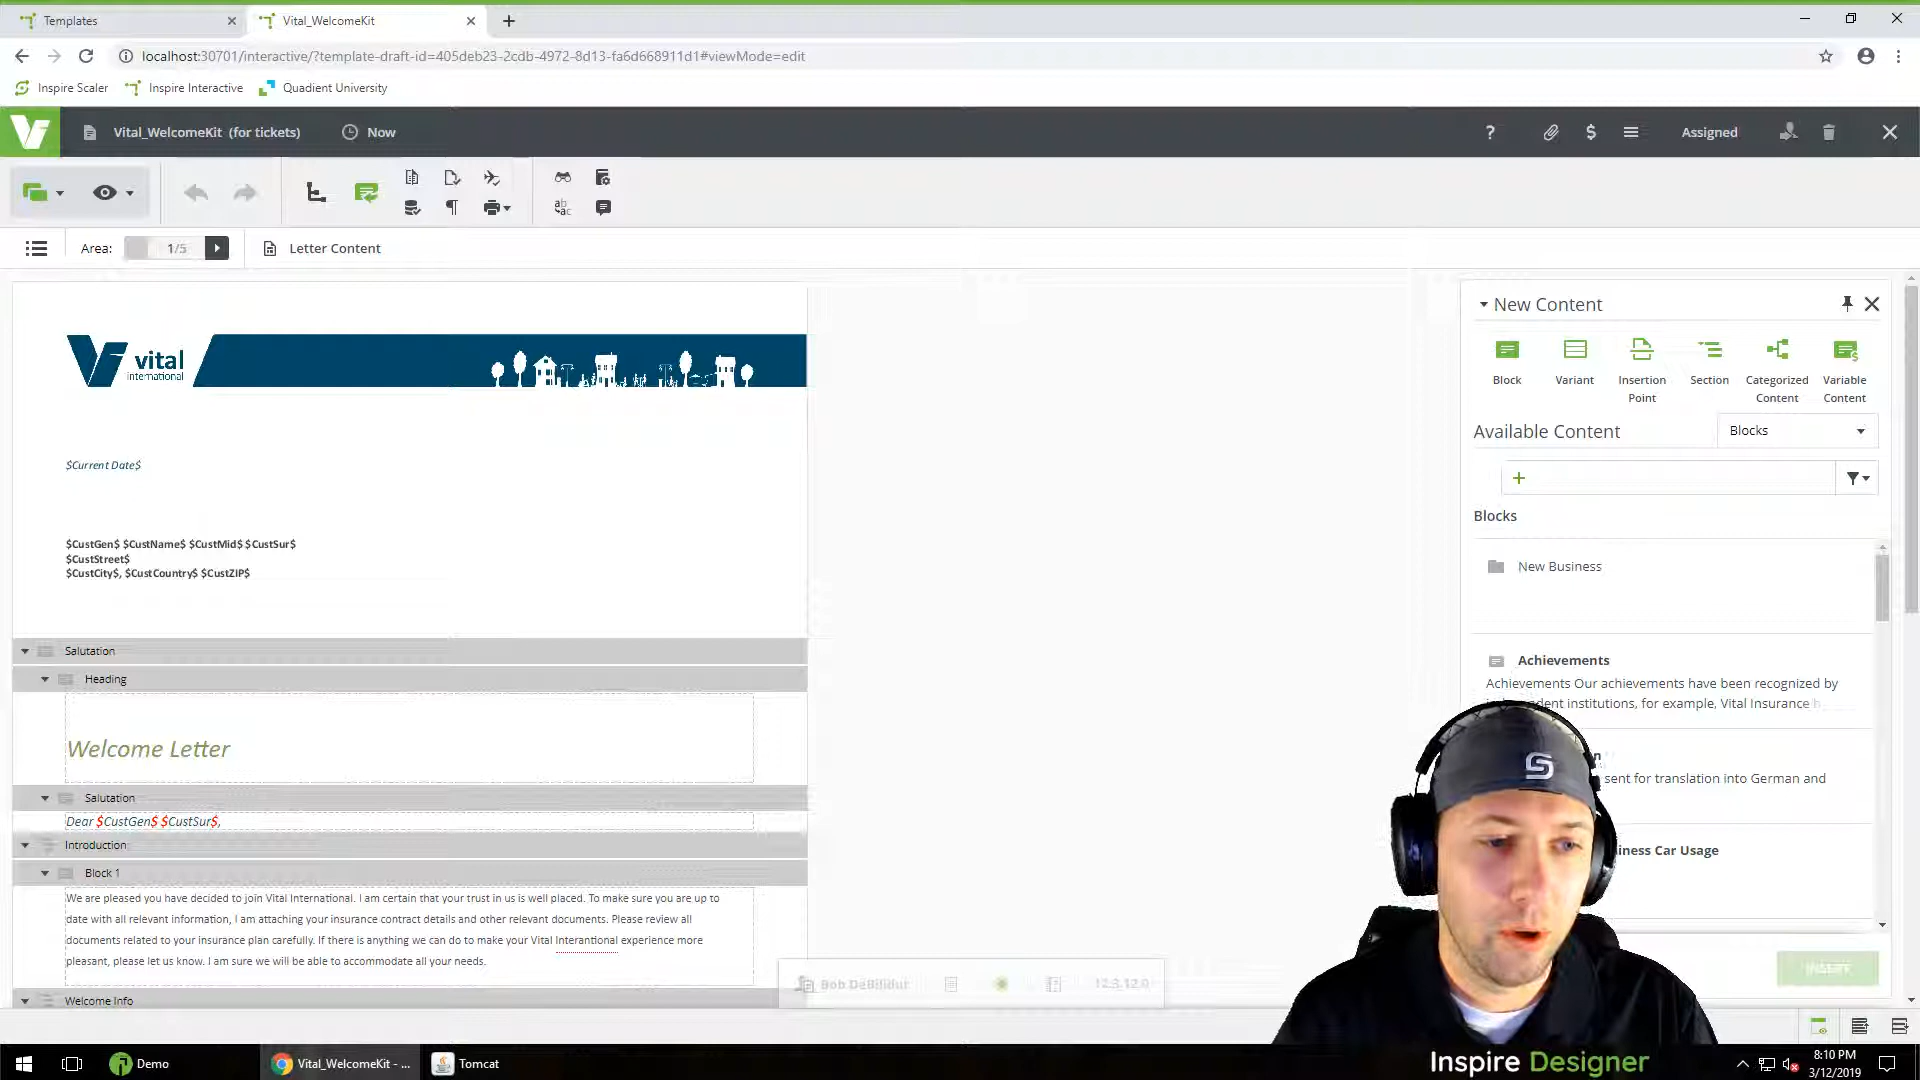 Templates
Vital_WelcomeKit
localhost:30701/interactive/?template-draft-id=405deb23-2cdb-4972-8d13-fa6d668911d1#viewMode=edit
Inspire Scaler
Inspire Interactive
Quadient University
Vital_WelcomeKit (for tickets)
Now
?
$
Assigned
ab
ac
Area:
1/5
Letter Content
New Content
vital
international
Block
Variant
Insertion
Point
Section
Categorized
Content
Variable
Content
Available Content
Blocks
$Current Date$
Blocks
$CustGen$ $CustName$ $CustMid$ $CustSur$
$CustStreet$
$CustCity$, $CustCountry$ $CustZIP$
New Business
Salutation
Heading
Achievements
Achievements Our achievements have been recognized by
institutions, for example, Vital Insurance
Welcome Letter
sent for translation into German and
Salutation
Dear $CustGen$ $CustSur$,
Introduction
Car Usage
Block 1
We are pleased you have decided to join Vital International. I am certain that your trust in us is well placed. To make sure you are up to
date with all relevant information, I am attaching your insurance contract details and other relevant documents. Please review all
documents related to your insurance plan carefully. If there is anything we can do to make your Vital Interantional experience more
pleasant, please let us know. I am sure we will be able to accommodate all your needs.
Bob DeBilidut
12.3.12.0
INSERT
Welcome Info
Demo
Vital_WelcomeKit - ...
Tomcat
Inspire Designer
8:10 PM
3/12/2019